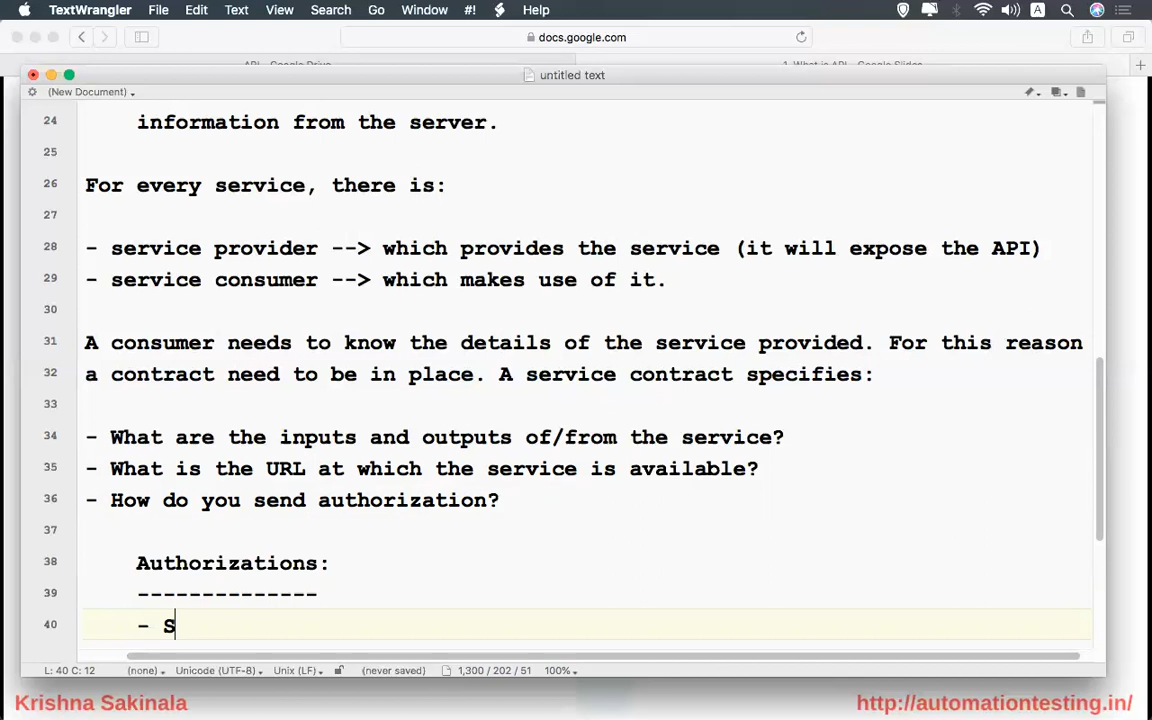 TextWrangler File Edit Text View Search Go Window #! Help
docs.google.com
untitled text
(New Document)
24 information from the server.
25
26 For every service, there is:
27
28 - service provider --> which provides the service (it will expose the API)
29 - service consumer --> which makes use of it.
30
31 A consumer needs to know the details of the service provided. For this reason
32 a contract need to be in place. A service contract specifies:
33
34 - What are the inputs and outputs of/from the service?
35 - What is the URL at which the service is available?
36 - How do you send authorization?
37
38 Authorizations:
39 --------------
40 - S
L: 40 C: 12 (none) Unicode (UTF-8) Unix (LF) (never saved) 1,300 / 202 / 51 100%
Krishna Sakinala http://automationtesting.in/